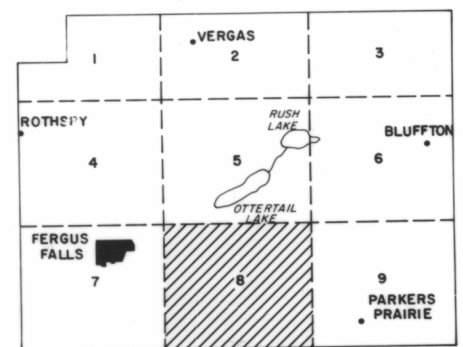 1
VERGAS
2
3
ROTHSAY
4
RUSH
LAKE
5
OTTERTAIL
LAKE
BLUFFTON
6
FERGUS
FALLS
7
8
9
PARKERS
PRAIRIE